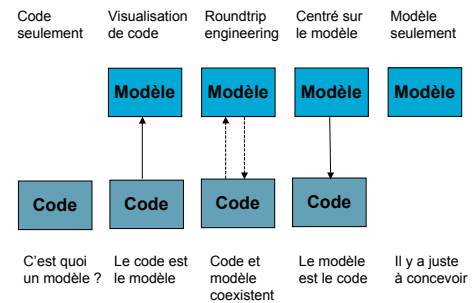 Code
seulement
Visualisation
de code
Roundtrip
engineering
Centré sur
le modèle
Modèle
seulement
Modèle
Modèle
Modèle
Modèle
Code
Code
Code
Code
C'est quoi
un modèle ?
Le code est
le modèle
Code et
modèle
coexistent
Le modèle
est le code
Il y a juste
à concevoir